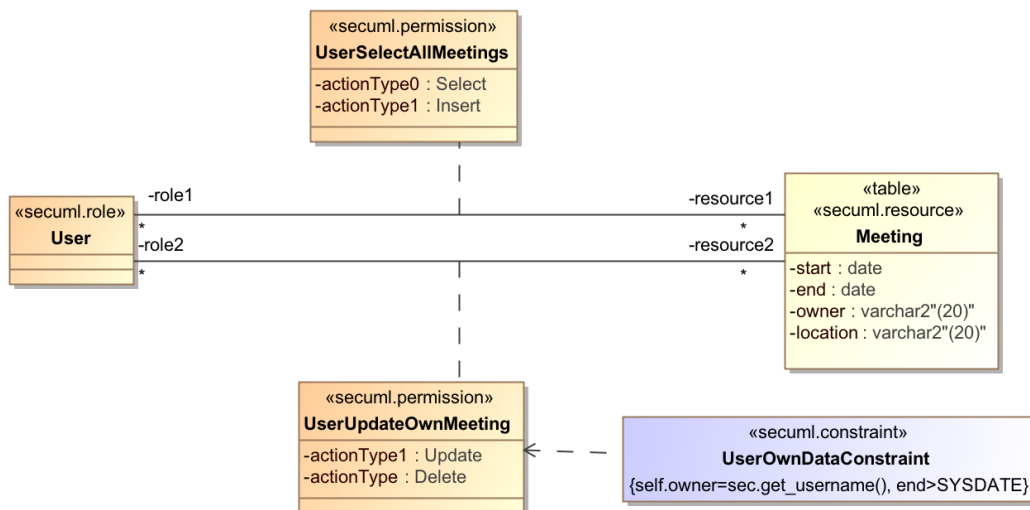 «secuml.permission»
UserSelectAllMeetings
-actionType0 : Select
-actionType1 : Insert
«secuml.role»
User
-role1
*
-role2
*
-resource1
*
-resource2
*
«table»
«secuml.resource»
Meeting
-start : date
-end : date
-owner : varchar2"(20)"
-location : varchar2"(20)"
«secuml.permission»
UserUpdateOwnMeeting
-actionType1 : Update
-actionType : Delete
«secuml.constraint»
UserOwnDataConstraint
{self.owner=sec.get_username(), end>SYSDATE}